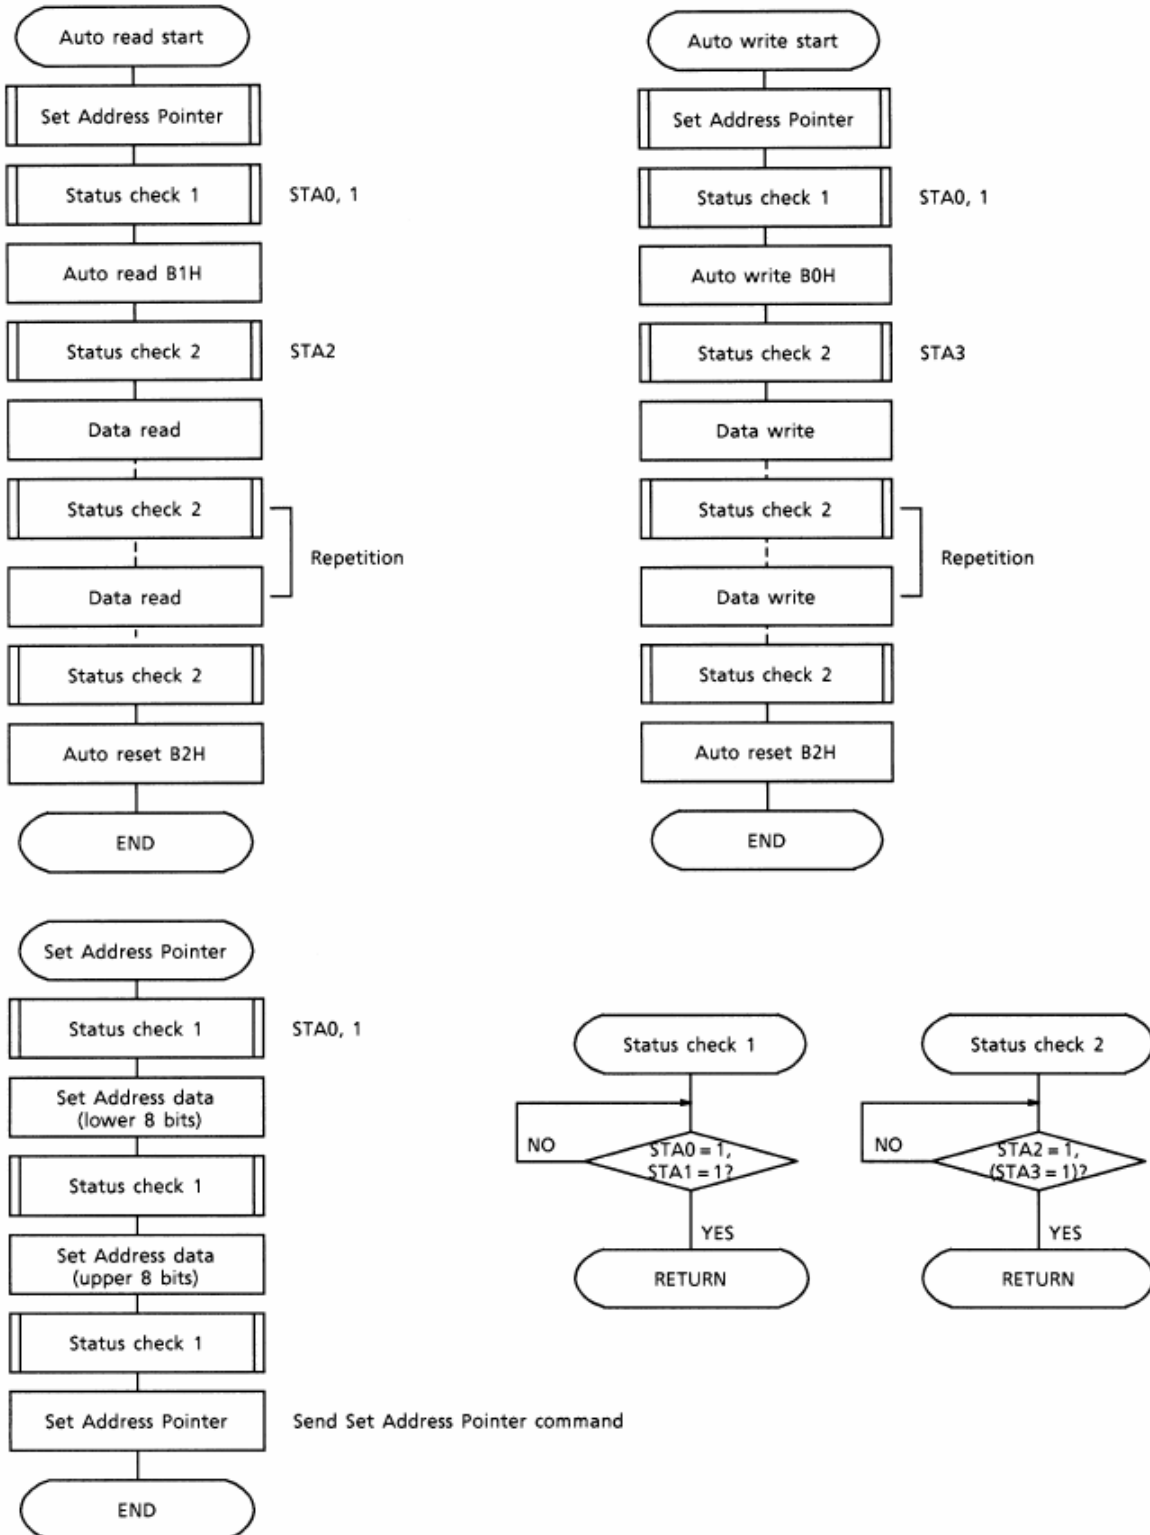 Auto read start
Set Address Pointer
Status check 1
STA0, 1
Auto read B1H
Status check 2
STA2
Data read
Status check 2
Repetition
Data read
Status check 2
Auto reset B2H
END
Auto write start
Set Address Pointer
Status check 1
STA0, 1
Auto write B0H
Status check 2
STA3
Data write
Status check 2
Repetition
Data write
Status check 2
Auto reset B2H
END
Set Address Pointer
Status check 1
STA0, 1
Set Address data
(lower 8 bits)
Status check 1
Set Address data
(upper 8 bits)
Status check 1
Set Address Pointer
Send Set Address Pointer command
END
Status check 1
NO
STA0 = 1,
STA1 = 1?
YES
RETURN
Status check 2
NO
STA2 = 1,
(STA3 = 1)?
YES
RETURN